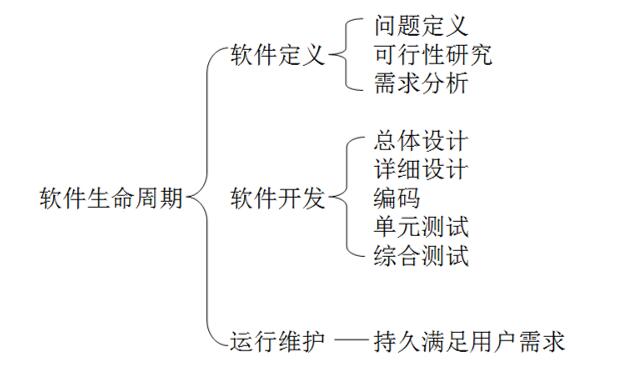 软件生命周期
软件定义
问题定义
可行性研究
需求分析
软件开发
总体设计
详细设计
编码
单元测试
综合测试
运行维护
持久满足用户需求